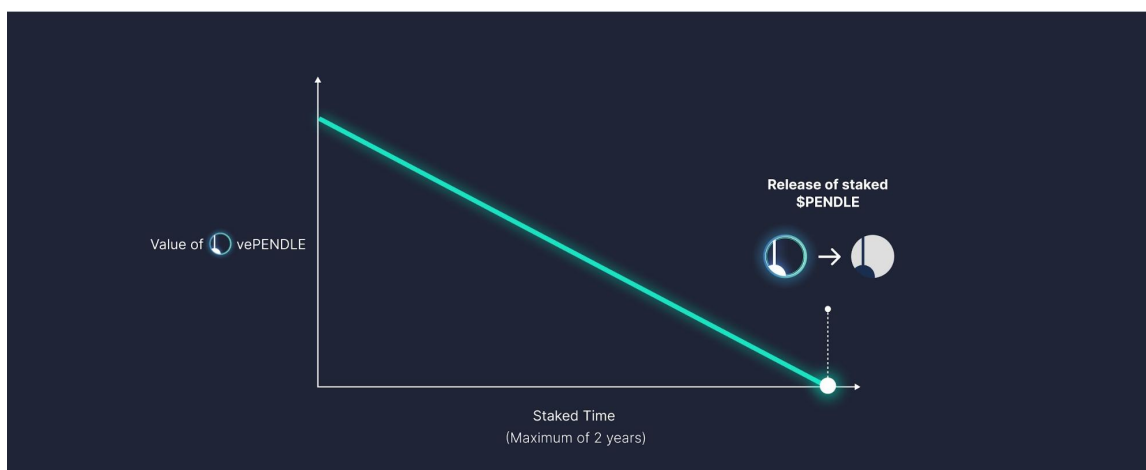 Release of staked
$PENDLE
Value of vePENDLE
Staked Time
(Maximum of 2 years)